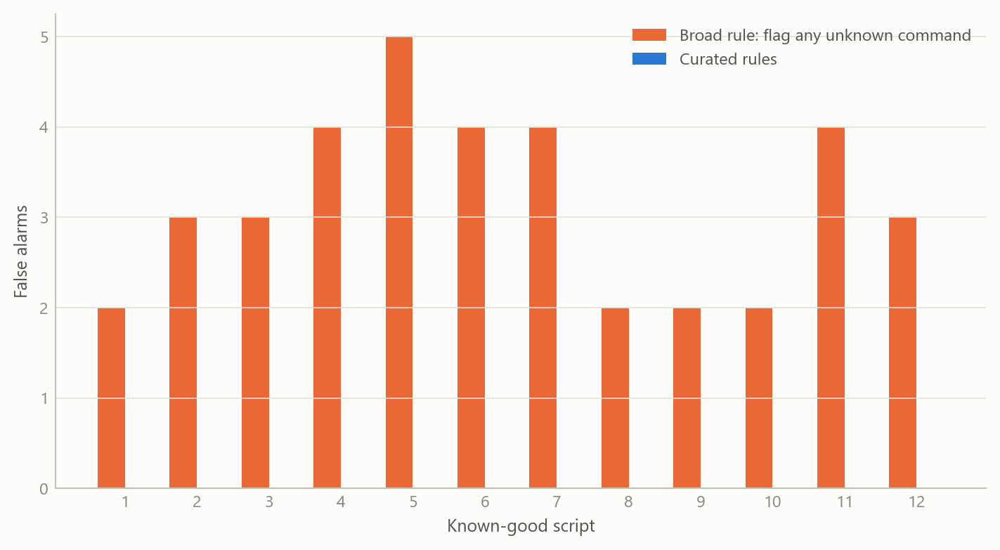 Broad rule: flag any unknown command
Curated rules
False alarms
5
4
3
2
1
0
1 2 3 4 5 6 7 8 9 10 11 12
Known-good script